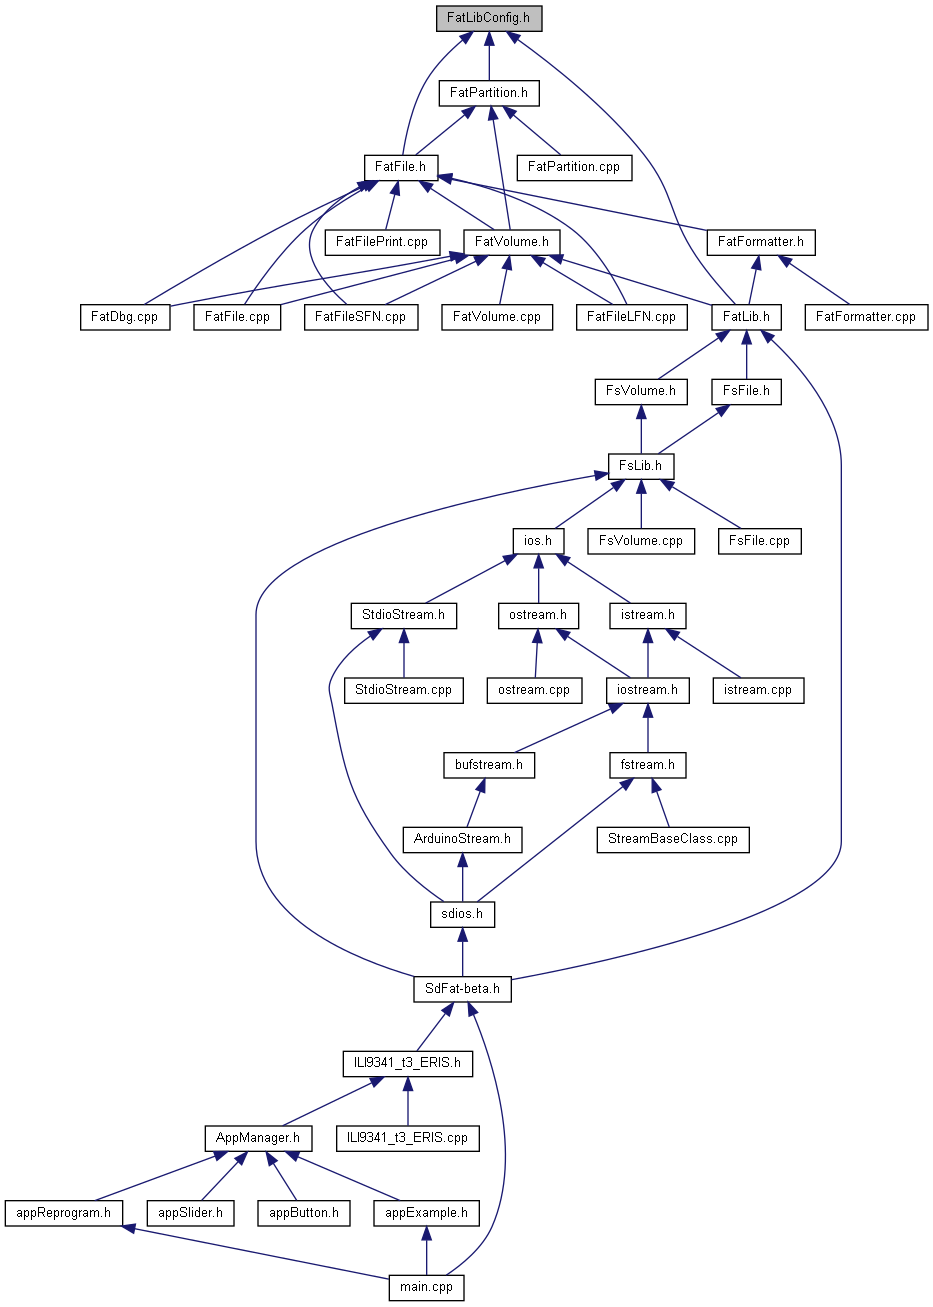 FatLibConfig.h
FatPartition.h
FatFile.h
FatPartition.cpp
FatFilePrint.cpp
FatVolume.h
FatFormatter.h
FatDbg.cpp
FatFile.cpp
FatFileSFN.cpp
FatVolume.cpp
FatFileLFN.cpp
FatLib.h
FatFormatter.cpp
FsVolume.h
FsFile.h
FsLib.h
ios.h
FsVolume.cpp
FsFile.cpp
StdioStream.h
ostream.h
istream.h
StdioStream.cpp
ostream.cpp
iostream.h
istream.cpp
bufstream.h
fstream.h
ArduinoStream.h
StreamBaseClass.cpp
sdios.h
SdFat-beta.h
ILI9341_t3_ERIS.h
AppManager.h
ILI9341_t3_ERIS.cpp
appReprogram.h
appSlider.h
appButton.h
appExample.h
main.cpp